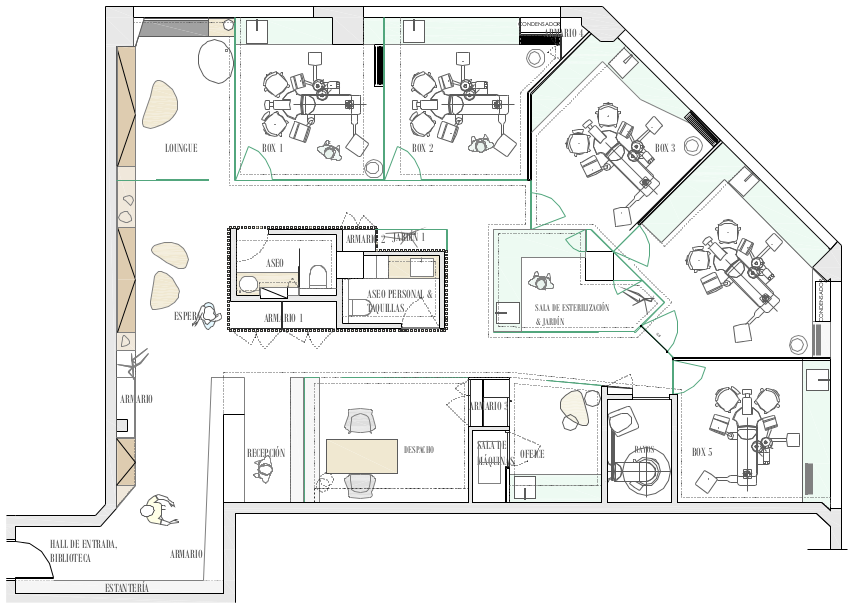 CONDENSADOR
ARMARIO 4
LOUNGUE
BOX 1
BOX 2
BOX 3
ARMARIO 2
JARDÍN 1
ASEO
ASEO PERSONAL &
TAQUILLAS
SALA DE ESTERILIZACIÓN
& JARDÍN
CONDENSADOR
ESPERA
ARMARIO 1
ARMARIO
ARMARIO 3
RECEPCIÓN
DESPACHO
SALA DE
MÁQUINAS
OFFICE
RAYOS
BOX 5
HALL DE ENTRADA,
BIBLIOTECA
ARMARIO
ESTANTERÍA